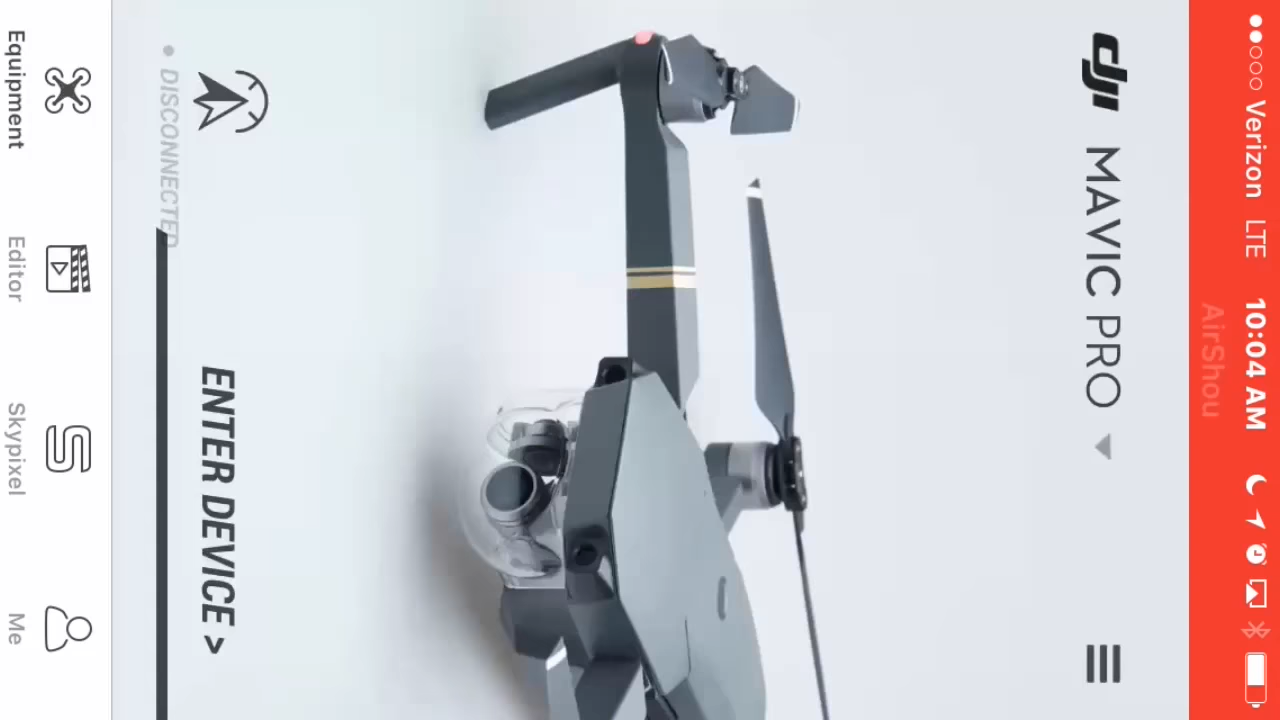 Verizon LTE 10:04 AM
AirShou
dji MAVIC PRO
ENTER DEVICE >
DISCONNECTED
Equipment Editor Skypixel Me